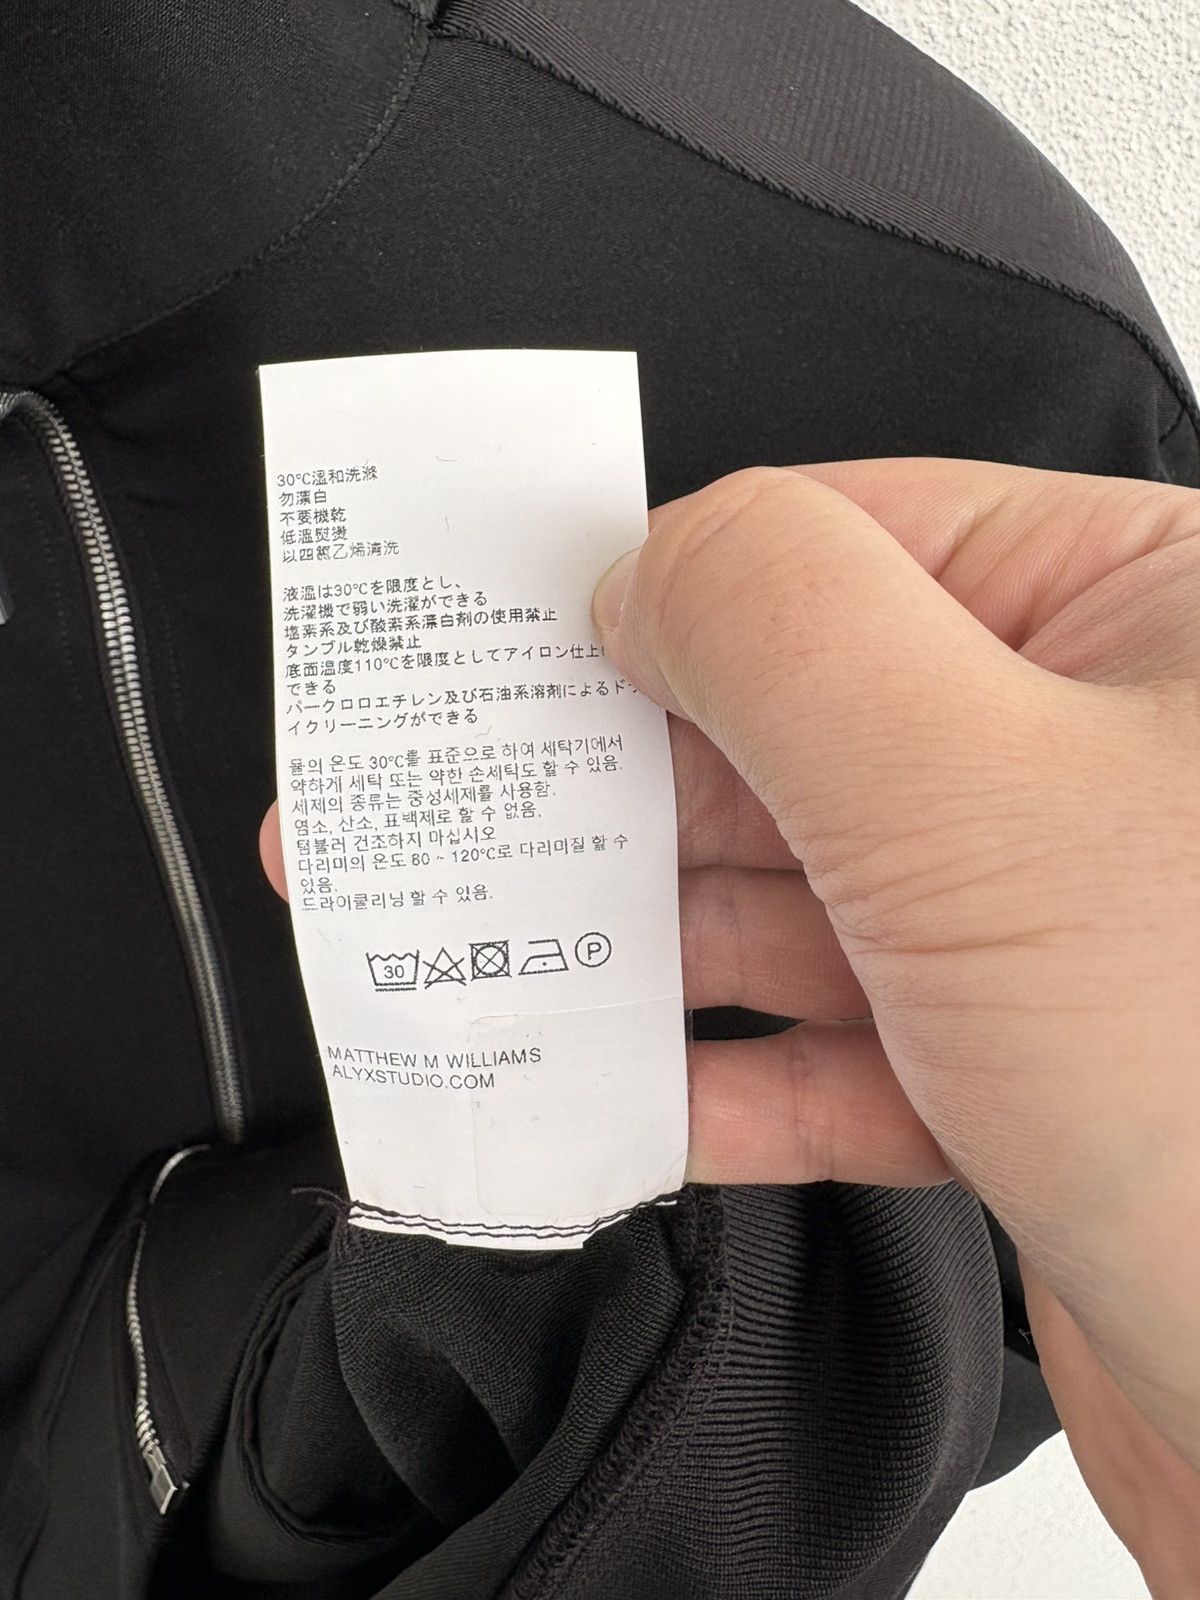 30°C溫和洗滌
勿漂白
不要機乾
低溫熨燙
以四氯乙烯清洗
液温は30℃を限度とし、
洗濯機で弱い洗濯ができる
塩素系及び酸素系漂白剤の使用禁止
タンブル乾燥禁止
底面温度110℃を限度としてアイロン仕上
できる
パークロロエチレン及び石油系溶剤によるド
イクリーニングができる
물의 온도 30℃를 표준으로 하여 세탁기에서
약하게 세탁 또는 약한 손세탁도 할 수 있음.
세제의 종류는 중성세제를 사용함.
염소, 산소, 표백제로 할 수 없음.
텀블러 건조하지 마십시오
다리미의 온도 80 ~ 120℃로 다리미질 할 수
있음.
드라이클리닝 할 수 있음.
30 P
MATTHEW M WILLIAMS
ALYXSTUDIO.COM